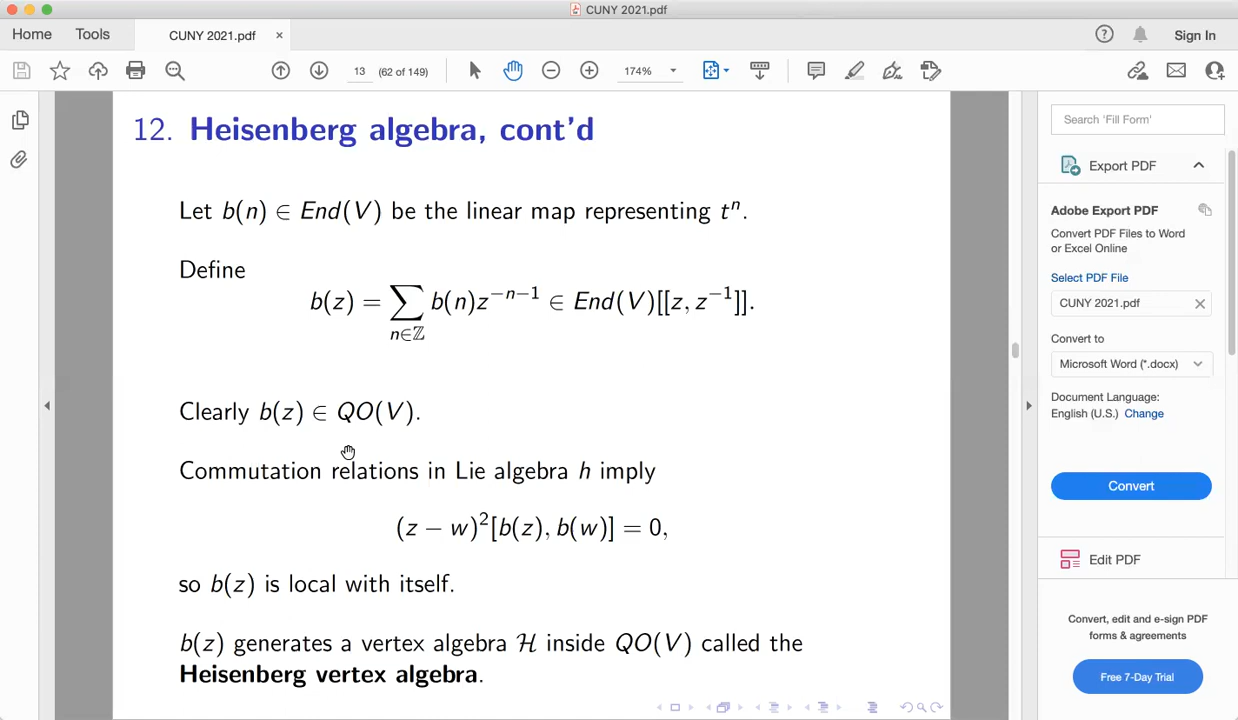 CUNY 2021.pdf
Home Tools CUNY 2021.pdf × Sign In
13 (62 of 149) 174%
12. Heisenberg algebra, cont'd
Let b(n) ∈ End(V) be the linear map representing tⁿ.
Define
b(z) = ∑ b(n)z⁻ⁿ⁻¹ ∈ End(V)[[z, z⁻¹]].
n∈ℤ
Clearly b(z) ∈ QO(V).
Commutation relations in Lie algebra h imply
(z − w)²[b(z), b(w)] = 0,
so b(z) is local with itself.
b(z) generates a vertex algebra ℋ inside QO(V) called the
Heisenberg vertex algebra.
Search 'Fill Form'
Export PDF
Adobe Export PDF
Convert PDF Files to Word
or Excel Online
Select PDF File
CUNY 2021.pdf ×
Convert to
Microsoft Word (*.docx)
Document Language:
English (U.S.) Change
Convert
Edit PDF
Convert, edit and e-sign PDF
forms & agreements
Free 7-Day Trial